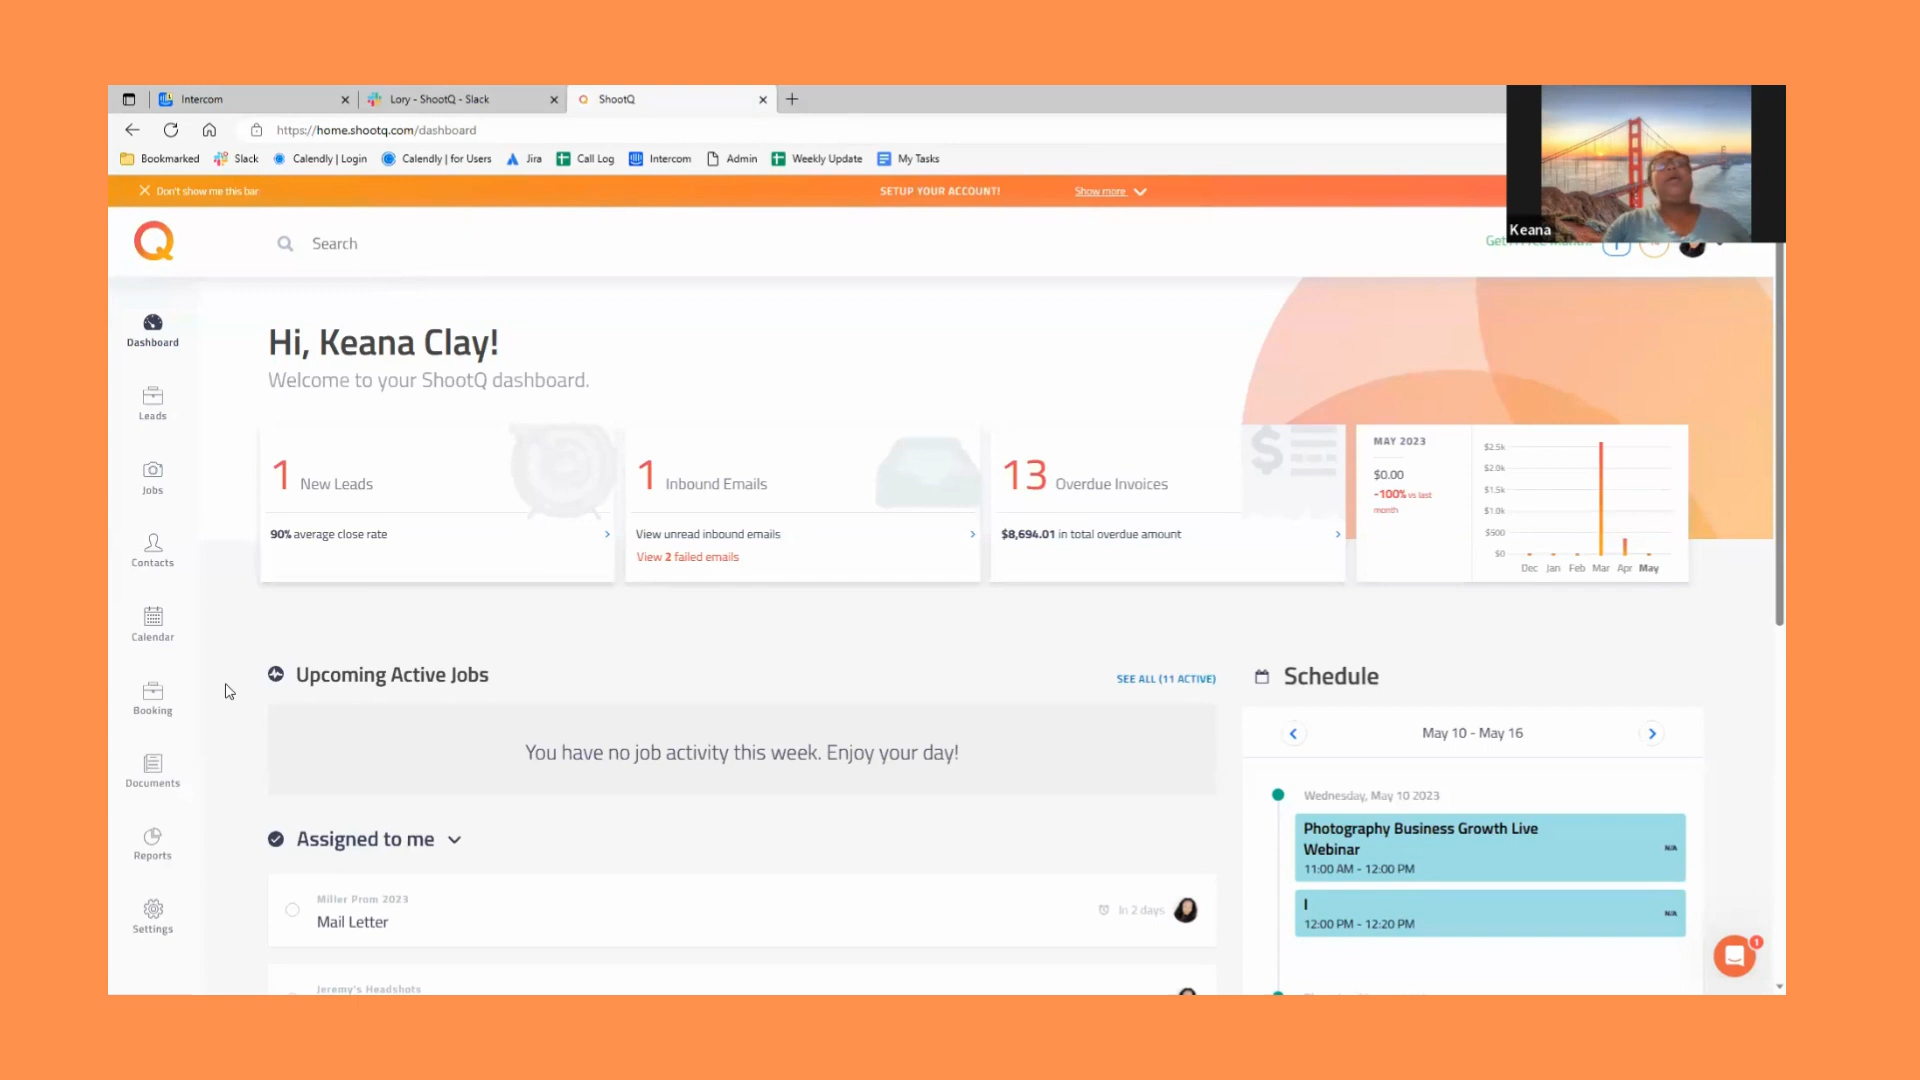 Intercom
Lory - ShootQ - Slack
ShootQ
https://home.shootq.com/dashboard
Bookmarked
Slack
Calendly | Login
Calendly | for Users
Jira
Call Log
Intercom
Admin
Weekly Update
My Tasks
Don't show me this bar
SETUP YOUR ACCOUNT!
Show more
Keana
Search
Get
Dashboard
Leads
Jobs
Contacts
Calendar
Booking
Documents
Reports
Settings
Hi, Keana Clay!
Welcome to your ShootQ dashboard.
1 New Leads
90% average close rate
1 Inbound Emails
View unread inbound emails
View 2 failed emails
13 Overdue Invoices
$8,694.01 in total overdue amount
MAY 2023
$0.00
-100% vs last
month
$2.5k
$2.0k
$1.5k
$1.0k
$500
$0
Dec Jan Feb Mar Apr May
Upcoming Active Jobs
SEE ALL (11 ACTIVE)
You have no job activity this week. Enjoy your day!
Assigned to me
Miller Prom 2023
Mail Letter
In 2 days
Jeremy's Headshots
Schedule
May 10 - May 16
Wednesday, May 10 2023
Photography Business Growth Live
Webinar
11:00 AM - 12:00 PM
N/A
I
12:00 PM - 12:20 PM
N/A
1